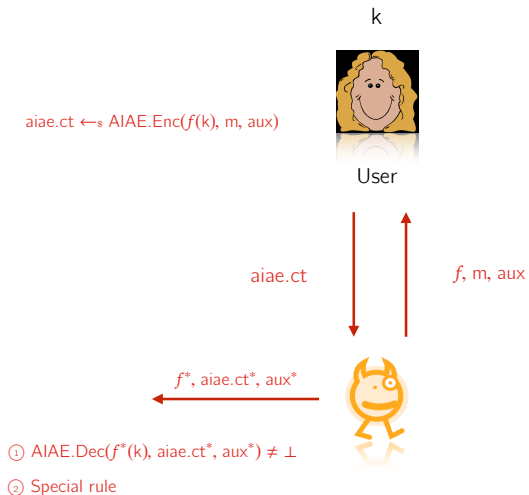 k
aiae.ct ←$ AIAE.Enc(f(k), m, aux)
User
aiae.ct
f, m, aux
f*, aiae.ct*, aux*
① AIAE.Dec(f*(k), aiae.ct*, aux*) ≠ ⊥
② Special rule